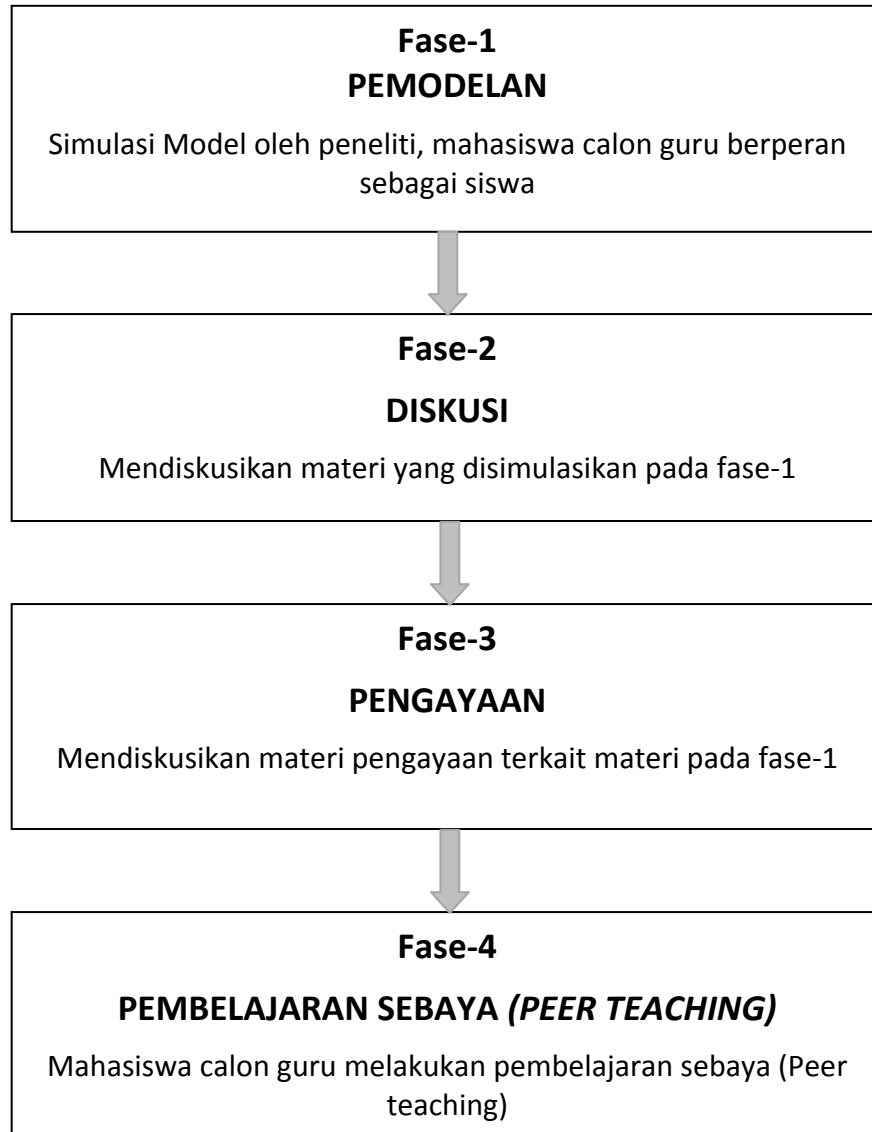 Fase-1
PEMODELAN
Simulasi Model oleh peneliti, mahasiswa calon guru berperan
sebagai siswa
Fase-2
DISKUSI
Mendiskusikan materi yang disimulasikan pada fase-1
Fase-3
PENGAYAAN
Mendiskusikan materi pengayaan terkait materi pada fase-1
Fase-4
PEMBELAJARAN SEBAYA (PEER TEACHING)
Mahasiswa calon guru melakukan pembelajaran sebaya (Peer
teaching)